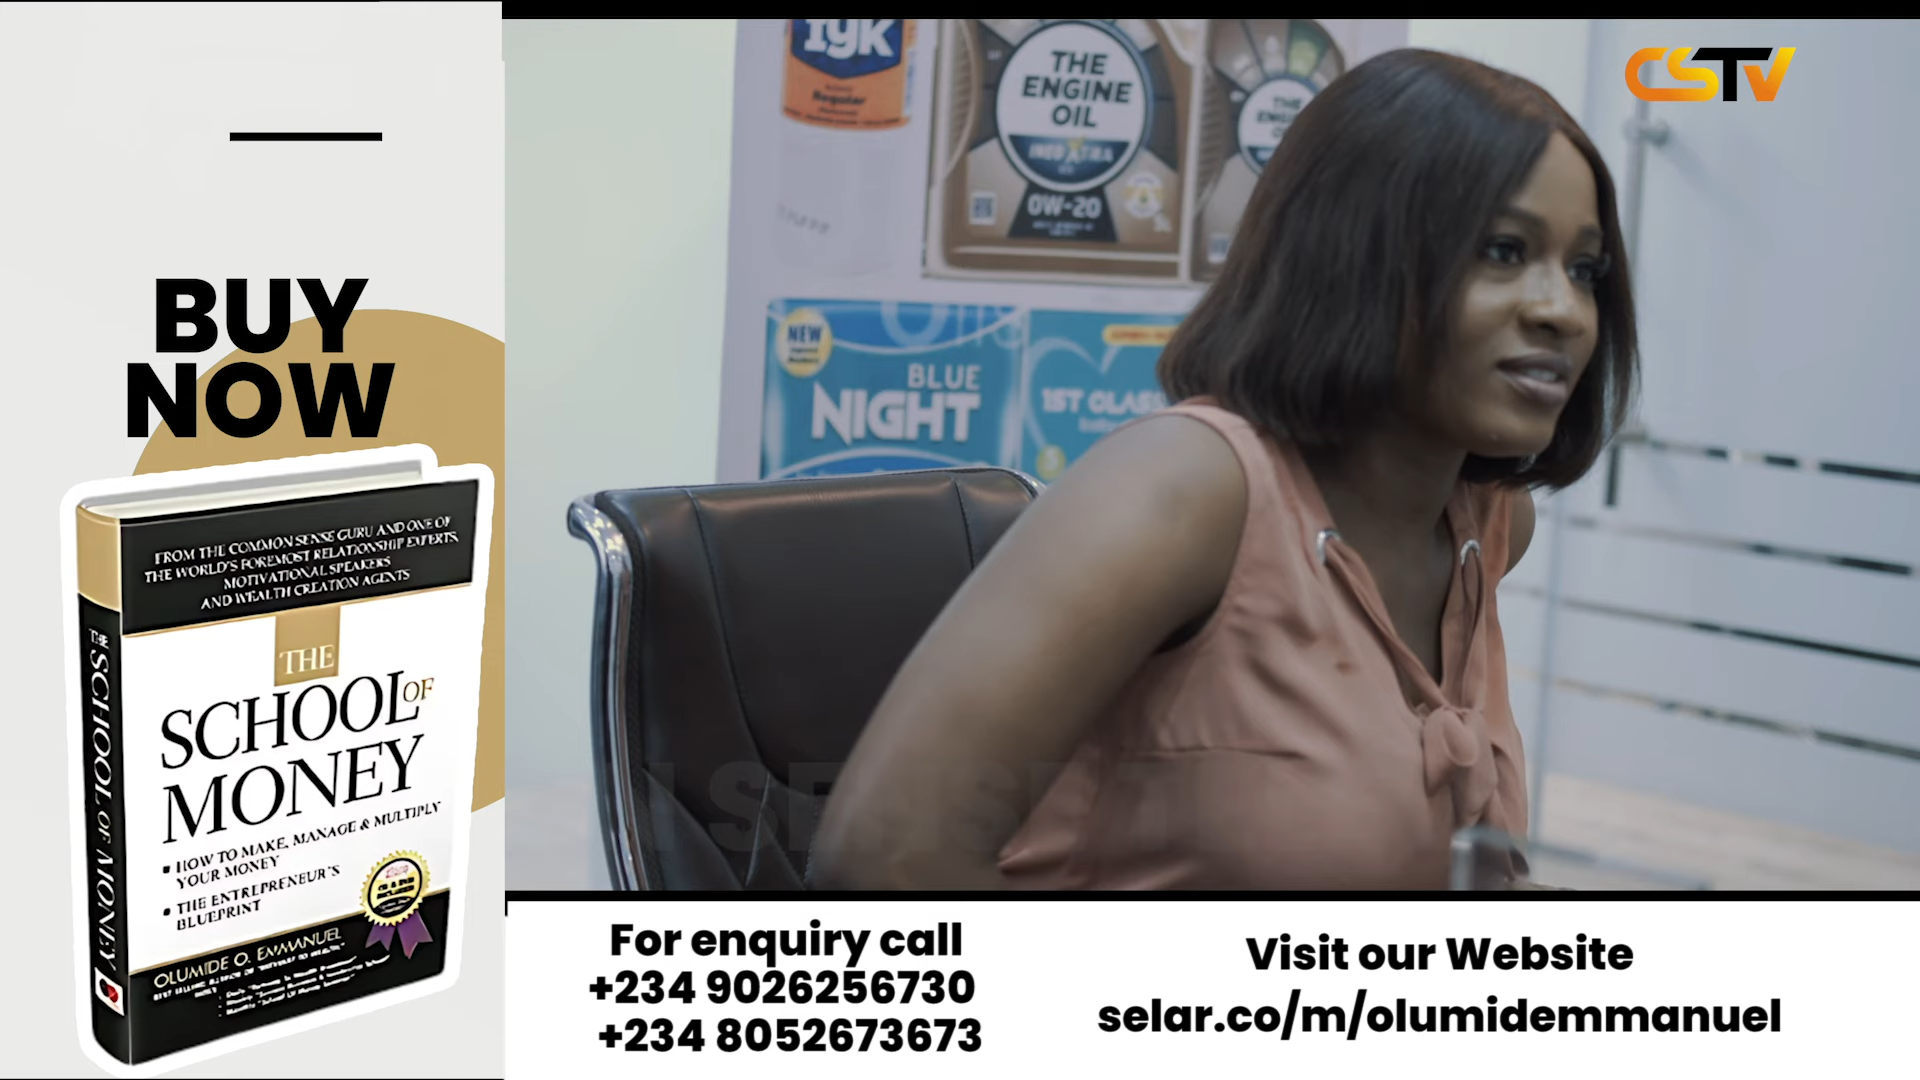 BUY
NOW
FROM THE COMMON SENSE GURU AND ONE OF
THE WORLD'S FOREMOST RELATIONSHIP EXPERTS,
MOTIVATIONAL SPEAKERS
AND WEALTH CREATION AGENTS
THE
SCHOOL OF
MONEY
▪ HOW TO MAKE, MANAGE & MULTIPLY
YOUR MONEY
▪ THE ENTREPRENEUR'S
BLUEPRINT
OLUMIDE O. EMMANUEL
THE SCHOOL OF MONEY
1yk
Regular
THE
ENGINE
OIL
0W-20
THE
NEW
BLUE
NIGHT
1ST CLASS
CSTV
For enquiry call
+234 9026256730
+234 8052673673
Visit our Website
selar.co/m/olumidemmanuel